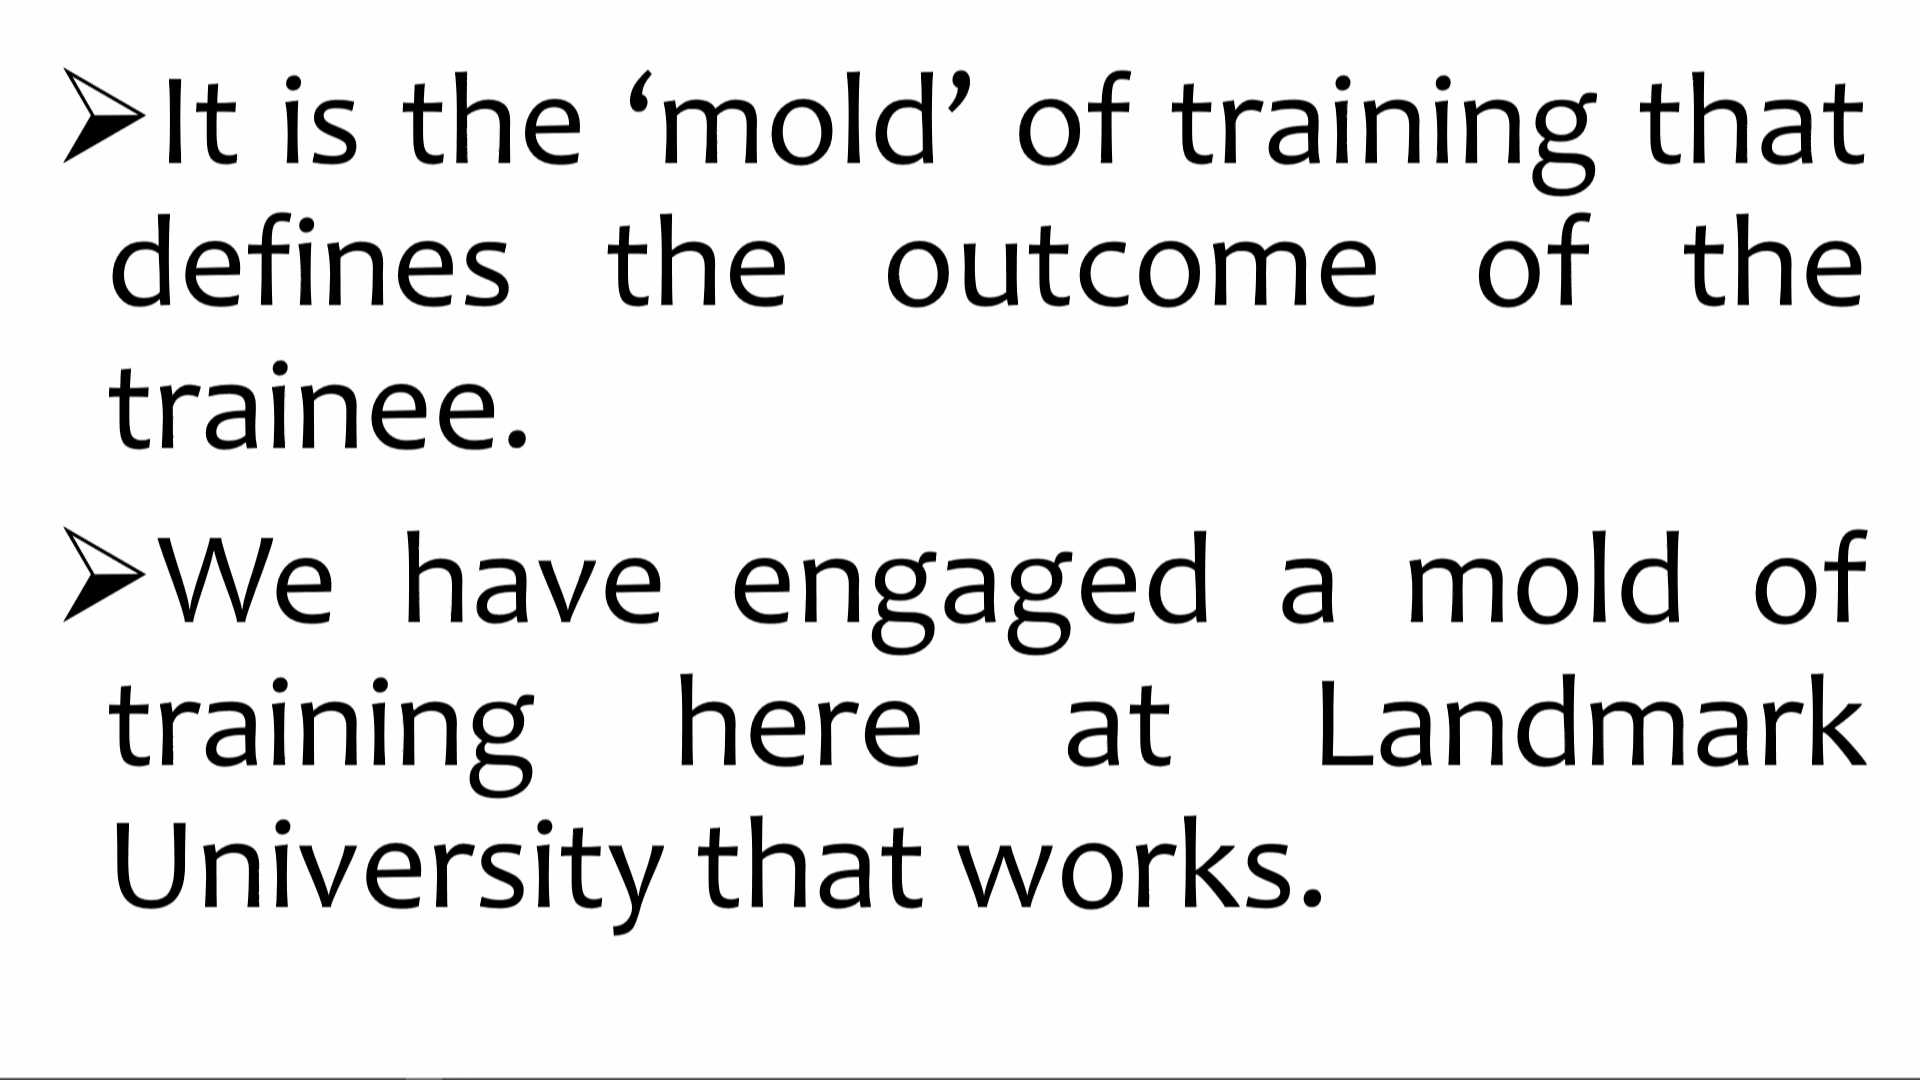 ➢It is the ‘mold’ of training that
defines the outcome of the
trainee.
➢We have engaged a mold of
training here at Landmark
University that works.